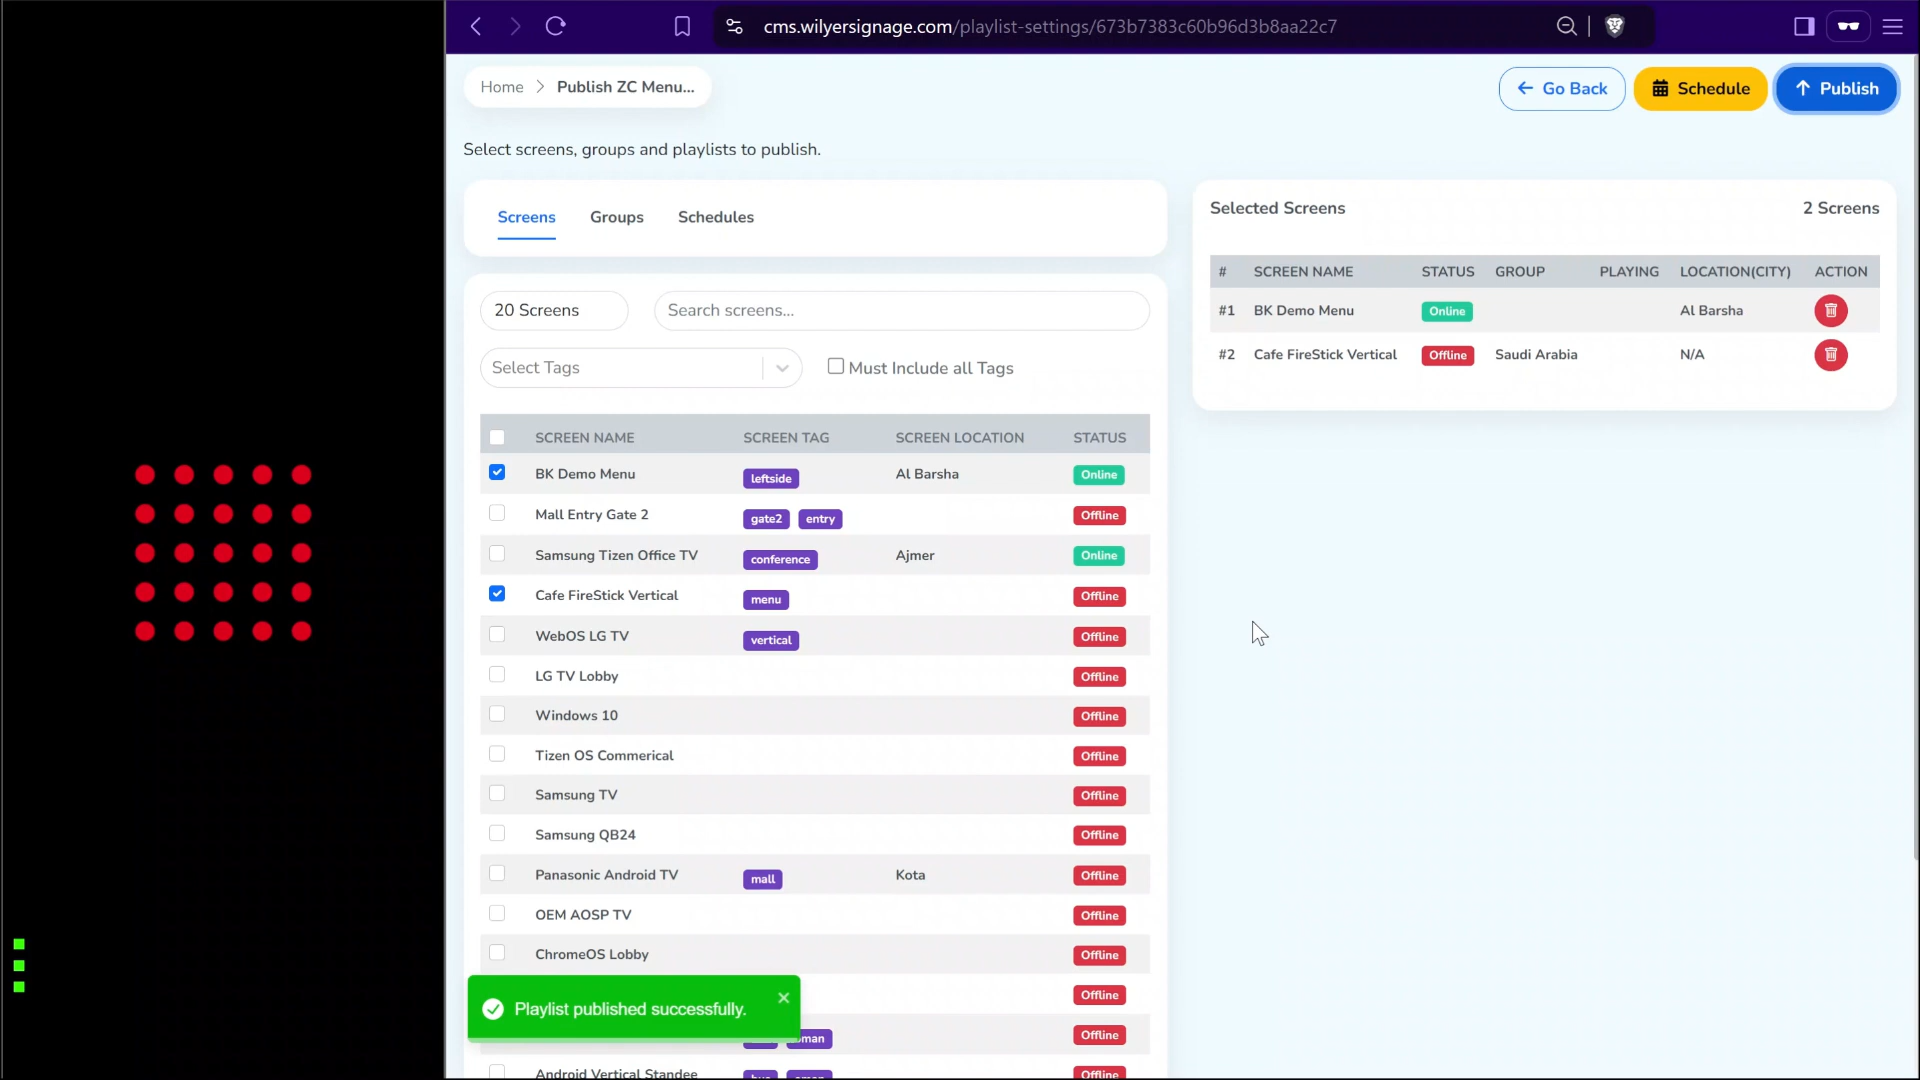 cms.wilyersignage.com/playlist-settings/673b7383c60b96d3b8aa22c7
Home > Publish ZC Menu...
Go Back
Schedule
Publish
Select screens, groups and playlists to publish.
Screens Groups Schedules
20 Screens
Search screens...
Select Tags
Must Include all Tags
SCREEN NAME SCREEN TAG SCREEN LOCATION STATUS
BK Demo Menu leftside Al Barsha Online
Mall Entry Gate 2 gate2 entry Offline
Samsung Tizen Office TV conference Ajmer Online
Cafe FireStick Vertical menu Offline
WebOS LG TV vertical Offline
LG TV Lobby Offline
Windows 10 Offline
Tizen OS Commerical Offline
Samsung TV Offline
Samsung QB24 Offline
Panasonic Android TV mall Kota Offline
OEM AOSP TV Offline
ChromeOS Lobby Offline
Offline
Offline
Android Vertical Standee Offline
Playlist published successfully.
Selected Screens 2 Screens
# SCREEN NAME STATUS GROUP PLAYING LOCATION(CITY) ACTION
#1 BK Demo Menu Online Al Barsha
#2 Cafe FireStick Vertical Offline Saudi Arabia N/A